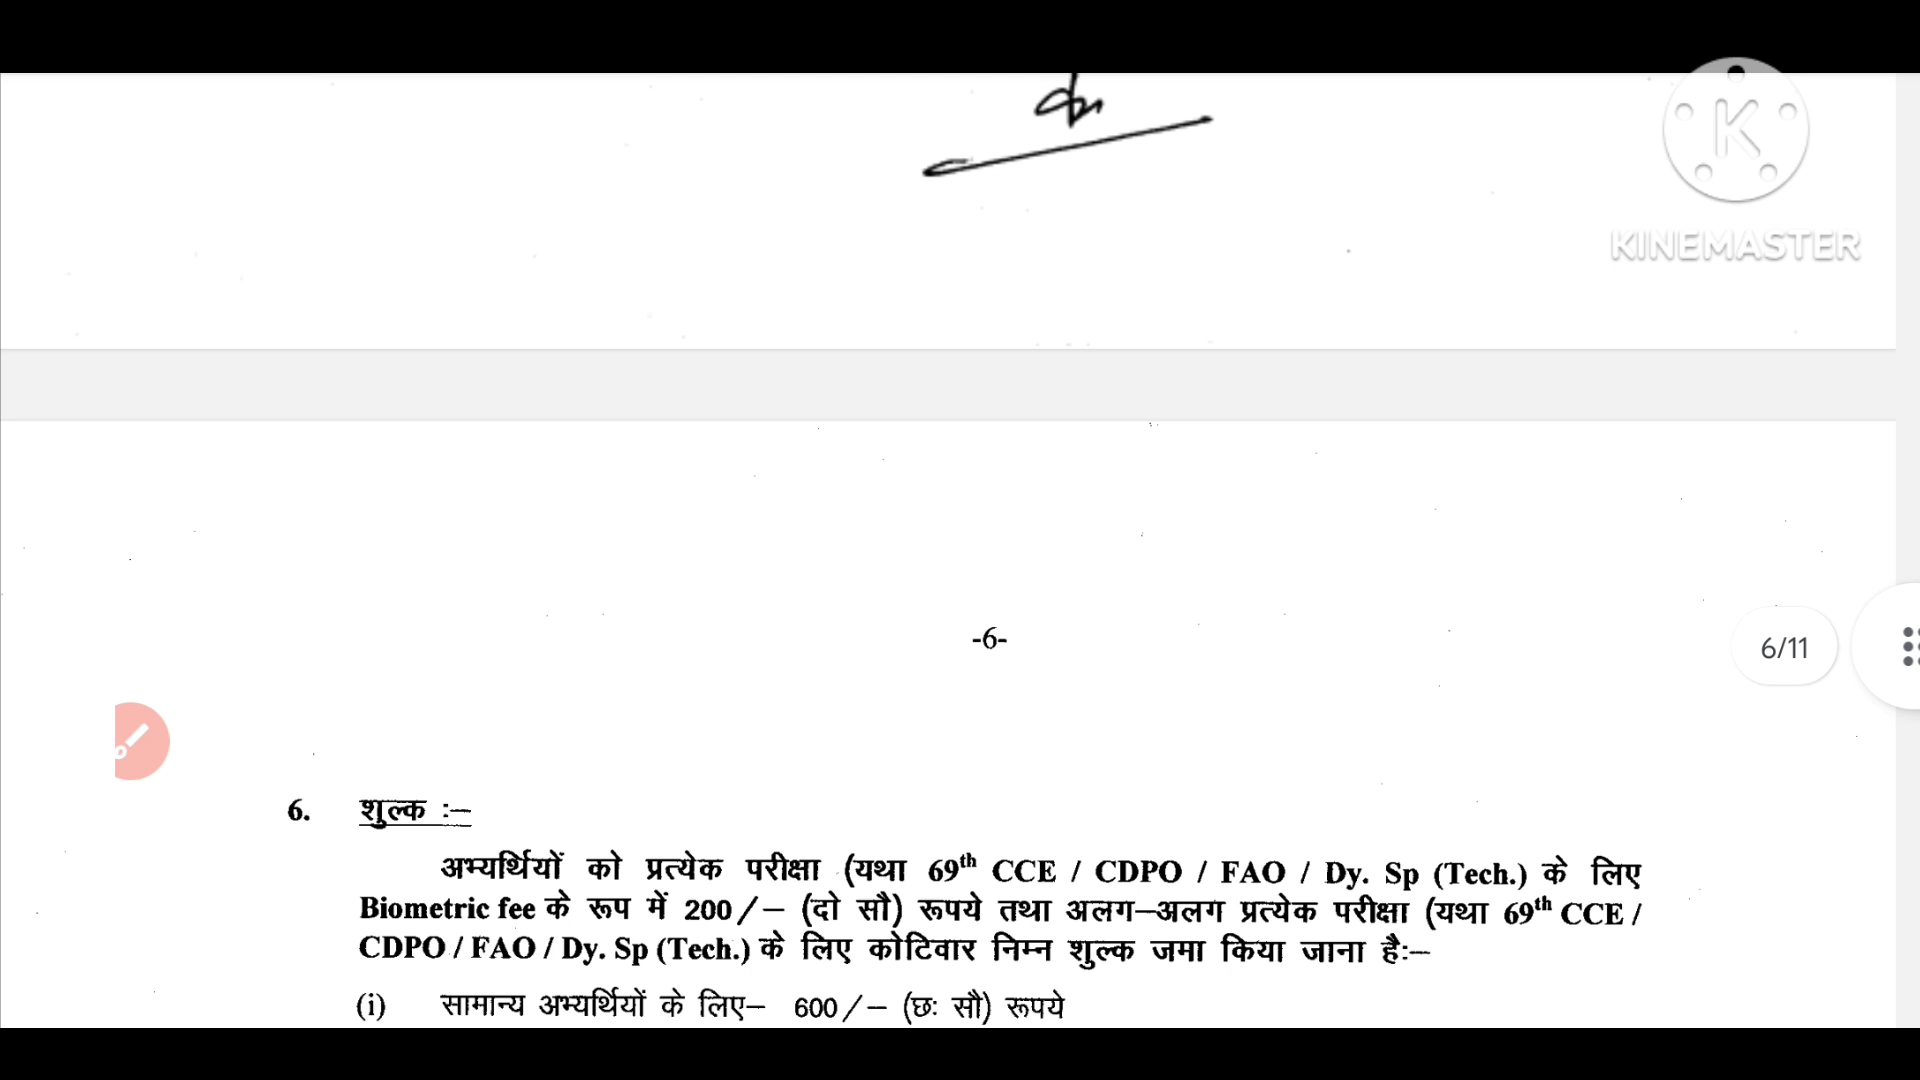 KINEMASTER
-6-
6/11
6. शुल्क :–
अभ्यर्थियों को प्रत्येक परीक्षा (यथा 69th CCE / CDPO / FAO / Dy. Sp (Tech.) के लिए
Biometric fee के रूप में 200/– (दो सौ) रूपये तथा अलग–अलग प्रत्येक परीक्षा (यथा 69th CCE /
CDPO / FAO / Dy. Sp (Tech.) के लिए कोटिवार निम्न शुल्क जमा किया जाना है:–
(i) सामान्य अभ्यर्थियों के लिए– 600/– (छः सौ) रूपये